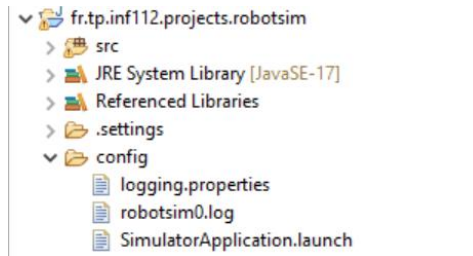 fr.tp.inf112.projects.robotsim
src
JRE System Library [JavaSE-17]
Referenced Libraries
.settings
config
logging.properties
robotsim0.log
SimulatorApplication.launch